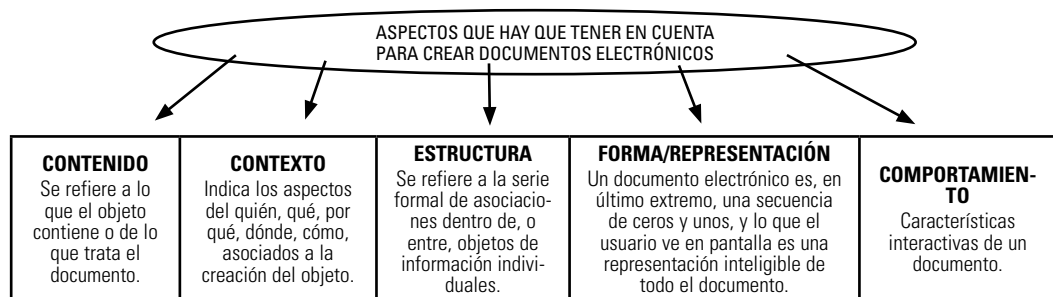 ASPECTOS QUE HAY QUE TENER EN CUENTA
PARA CREAR DOCUMENTOS ELECTRÓNICOS
CONTENIDO
Se refiere a lo
que el objeto
contiene o de lo
que trata el
documento.
CONTEXTO
Indica los aspectos
del quién, qué, por
qué, dónde, cómo,
asociados a la
creación del objeto.
ESTRUCTURA
Se refiere a la serie
formal de asociacio-
nes dentro de, o
entre, objetos de
información indivi-
duales.
FORMA/REPRESENTACIÓN
Un documento electrónico es, en
último extremo, una secuencia
de ceros y unos, y lo que el
usuario ve en pantalla es una
representación inteligible de
todo el documento.
COMPORTAMIEN-
TO
Características
interactivas de un
documento.